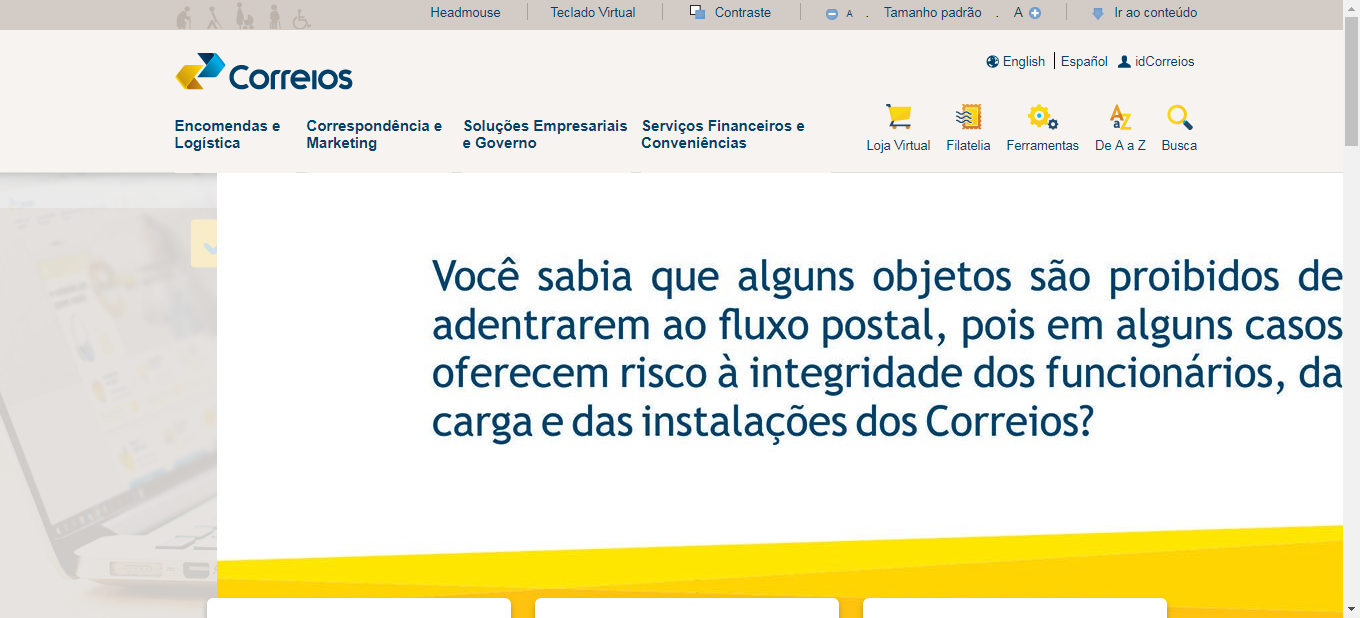 Headmouse
Teclado Virtual
Contraste
A . Tamanho padrão . A
Ir ao conteúdo
English
Español
idCorreios
Correios
Encomendas e
Logística
Correspondência e
Marketing
Soluções Empresariais
e Governo
Serviços Financeiros e
Conveniências
Loja Virtual
Filatelia
Ferramentas
De A a Z
Busca
Você sabia que alguns objetos são proibidos de
adentrarem ao fluxo postal, pois em alguns casos
oferecem risco à integridade dos funcionários, da
carga e das instalações dos Correios?